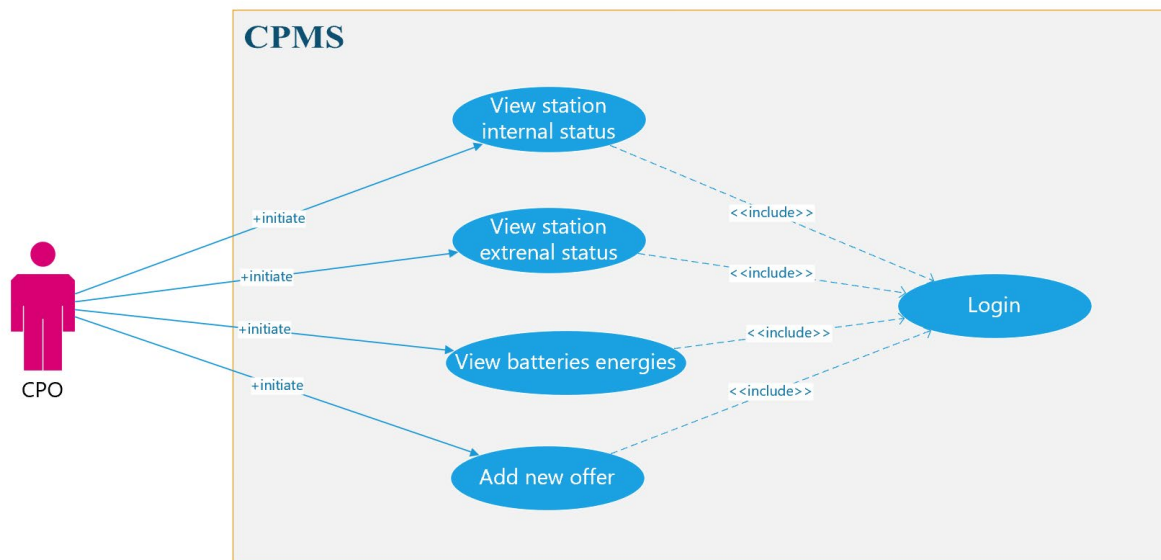 CPMS
View station
internal status
+initiate
<<include>>
View station
extrenal status
+initiate
<<include>>
Login
+initiate
<<include>>
View batteries energies
CPO
+initiate
<<include>>
Add new offer